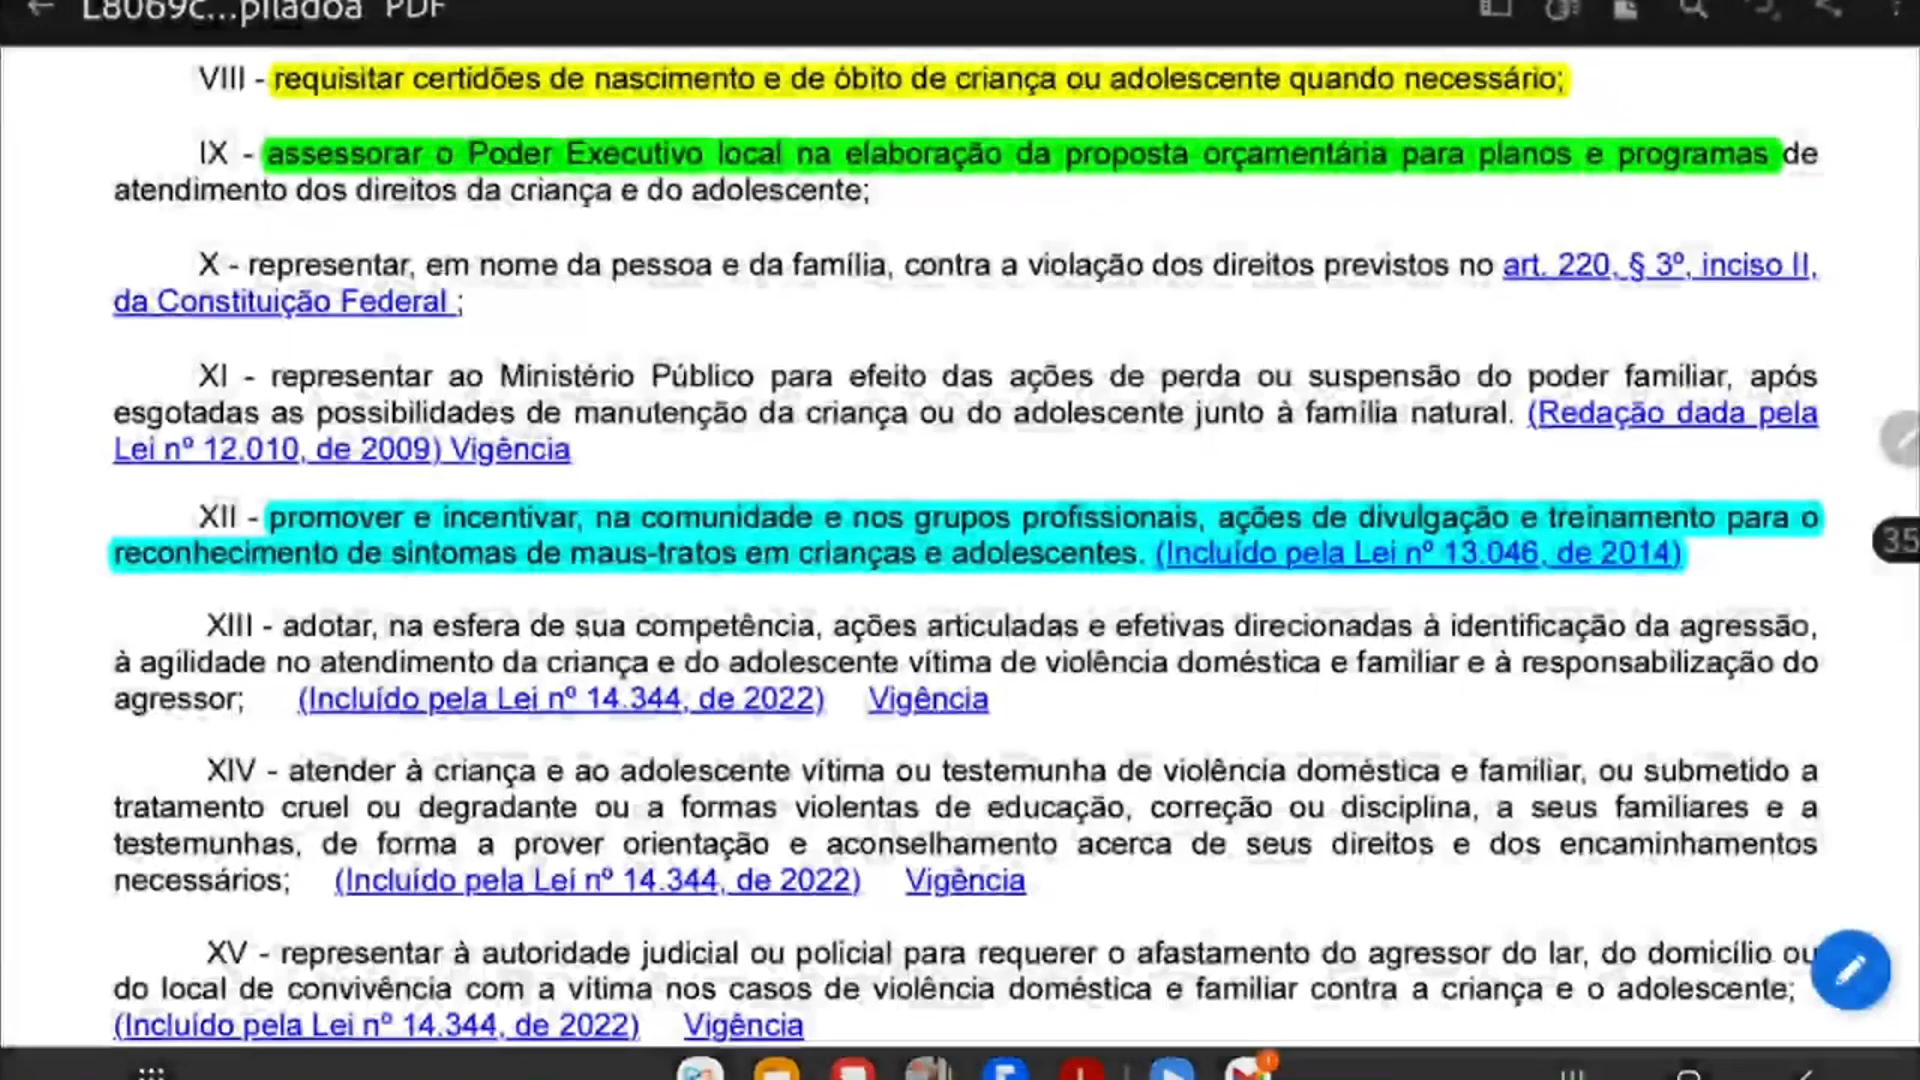 L8069c...piladoa PDF
VIII - requisitar certidões de nascimento e de óbito de criança ou adolescente quando necessário;
IX - assessorar o Poder Executivo local na elaboração da proposta orçamentária para planos e programas de
atendimento dos direitos da criança e do adolescente;
X - representar, em nome da pessoa e da família, contra a violação dos direitos previstos no art. 220, § 3º, inciso II,
da Constituição Federal ;
XI - representar ao Ministério Público para efeito das ações de perda ou suspensão do poder familiar, após
esgotadas as possibilidades de manutenção da criança ou do adolescente junto à família natural. (Redação dada pela
Lei nº 12.010, de 2009) Vigência
XII - promover e incentivar, na comunidade e nos grupos profissionais, ações de divulgação e treinamento para o
reconhecimento de sintomas de maus-tratos em crianças e adolescentes. (Incluído pela Lei nº 13.046, de 2014)
35
XIII - adotar, na esfera de sua competência, ações articuladas e efetivas direcionadas à identificação da agressão,
à agilidade no atendimento da criança e do adolescente vítima de violência doméstica e familiar e à responsabilização do
agressor; (Incluído pela Lei nº 14.344, de 2022) Vigência
XIV - atender à criança e ao adolescente vítima ou testemunha de violência doméstica e familiar, ou submetido a
tratamento cruel ou degradante ou a formas violentas de educação, correção ou disciplina, a seus familiares e a
testemunhas, de forma a prover orientação e aconselhamento acerca de seus direitos e dos encaminhamentos
necessários; (Incluído pela Lei nº 14.344, de 2022) Vigência
XV - representar à autoridade judicial ou policial para requerer o afastamento do agressor do lar, do domicílio ou
do local de convivência com a vítima nos casos de violência doméstica e familiar contra a criança e o adolescente;
(Incluído pela Lei nº 14.344, de 2022) Vigência